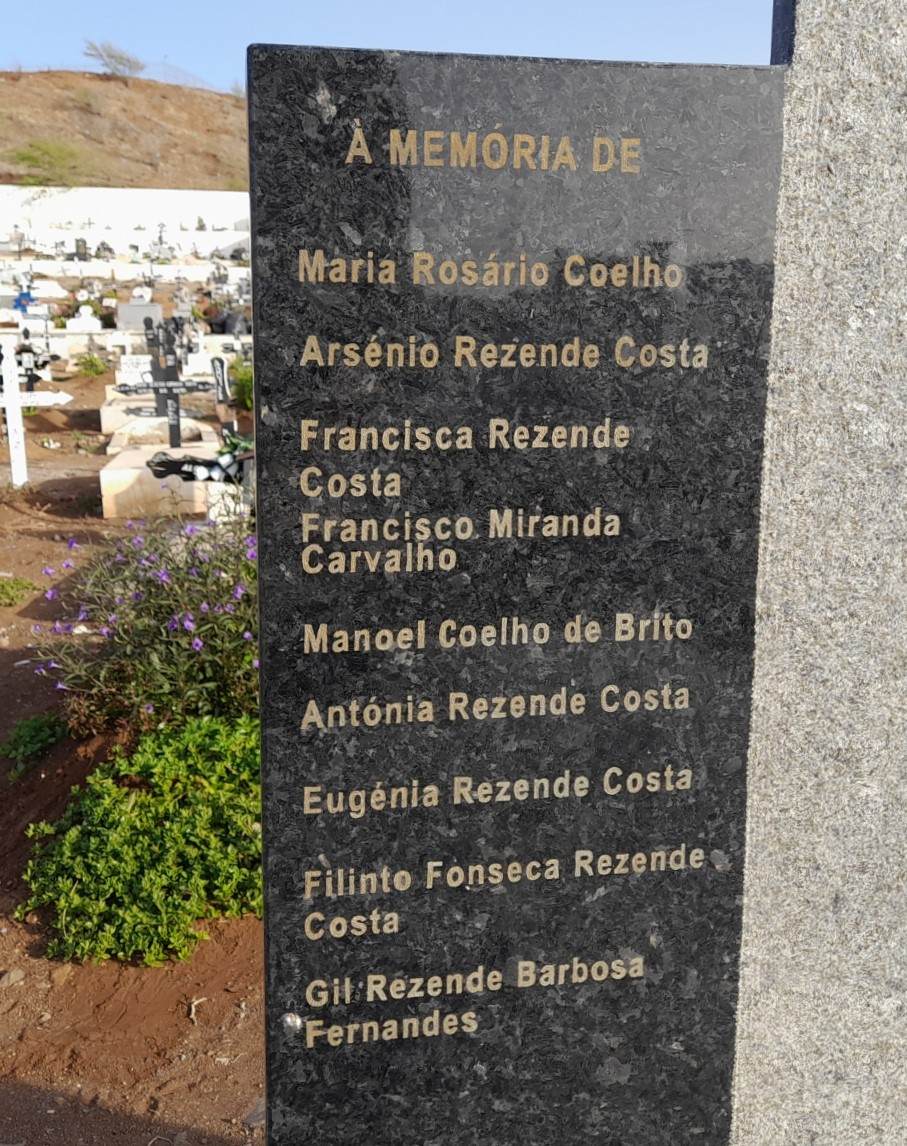 À MEMÓRIA DE
Maria Rosário Coelho
Arsénio Rezende Costa
Francisca Rezende
Costa
Francisco Miranda
Carvalho
Manoel Coelho de Brito
Antónia Rezende Costa
Eugénia Rezende Costa
Filinto Fonseca Rezende
Costa
Gil Rezende Barbosa
Fernandes